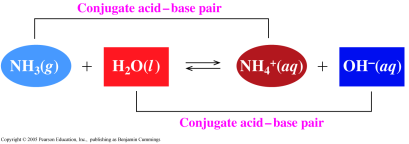 Conjugate acid–base pair
NH₃(g) + H₂O(l) ⇌ NH₄⁺(aq) + OH⁻(aq)
Conjugate acid–base pair
Copyright © 2005 Pearson Education, Inc., publishing as Benjamin Cummings